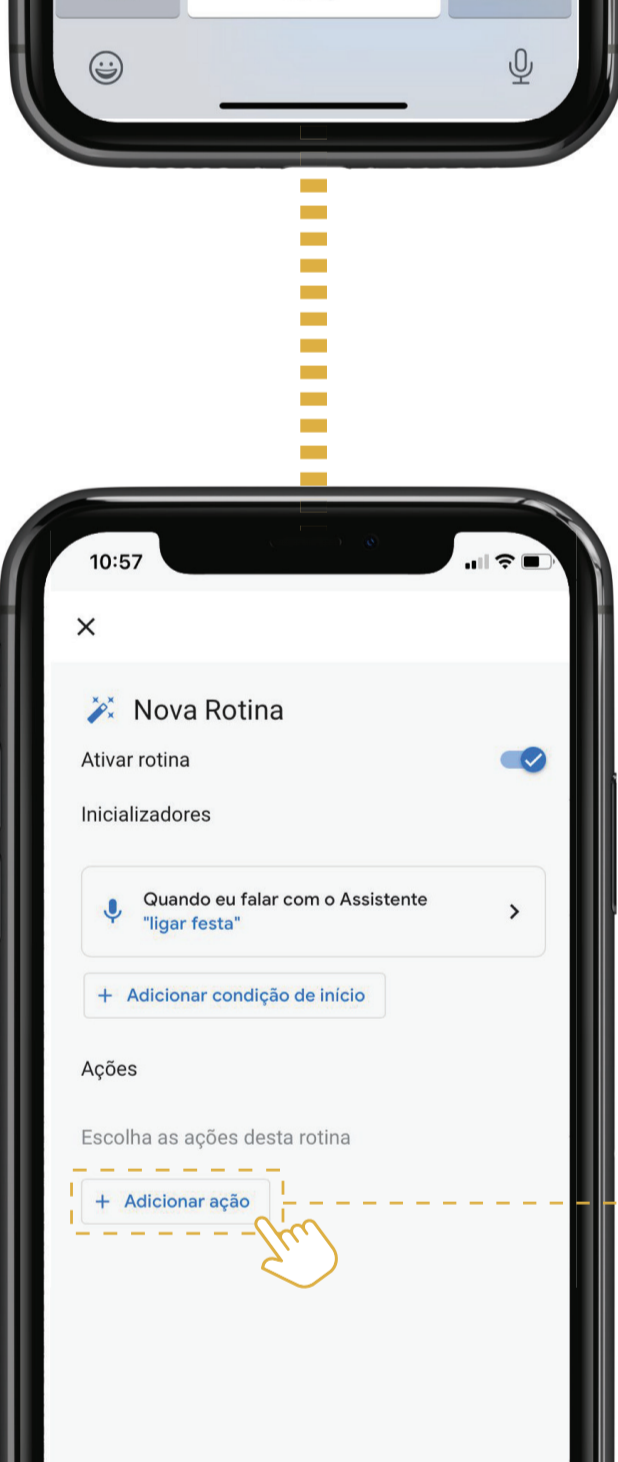 10:57
Nova Rotina
Ativar rotina
Inicializadores
Quando eu falar com o Assistente
"ligar festa"
+ Adicionar condição de início
Ações
Escolha as ações desta rotina
+ Adicionar ação